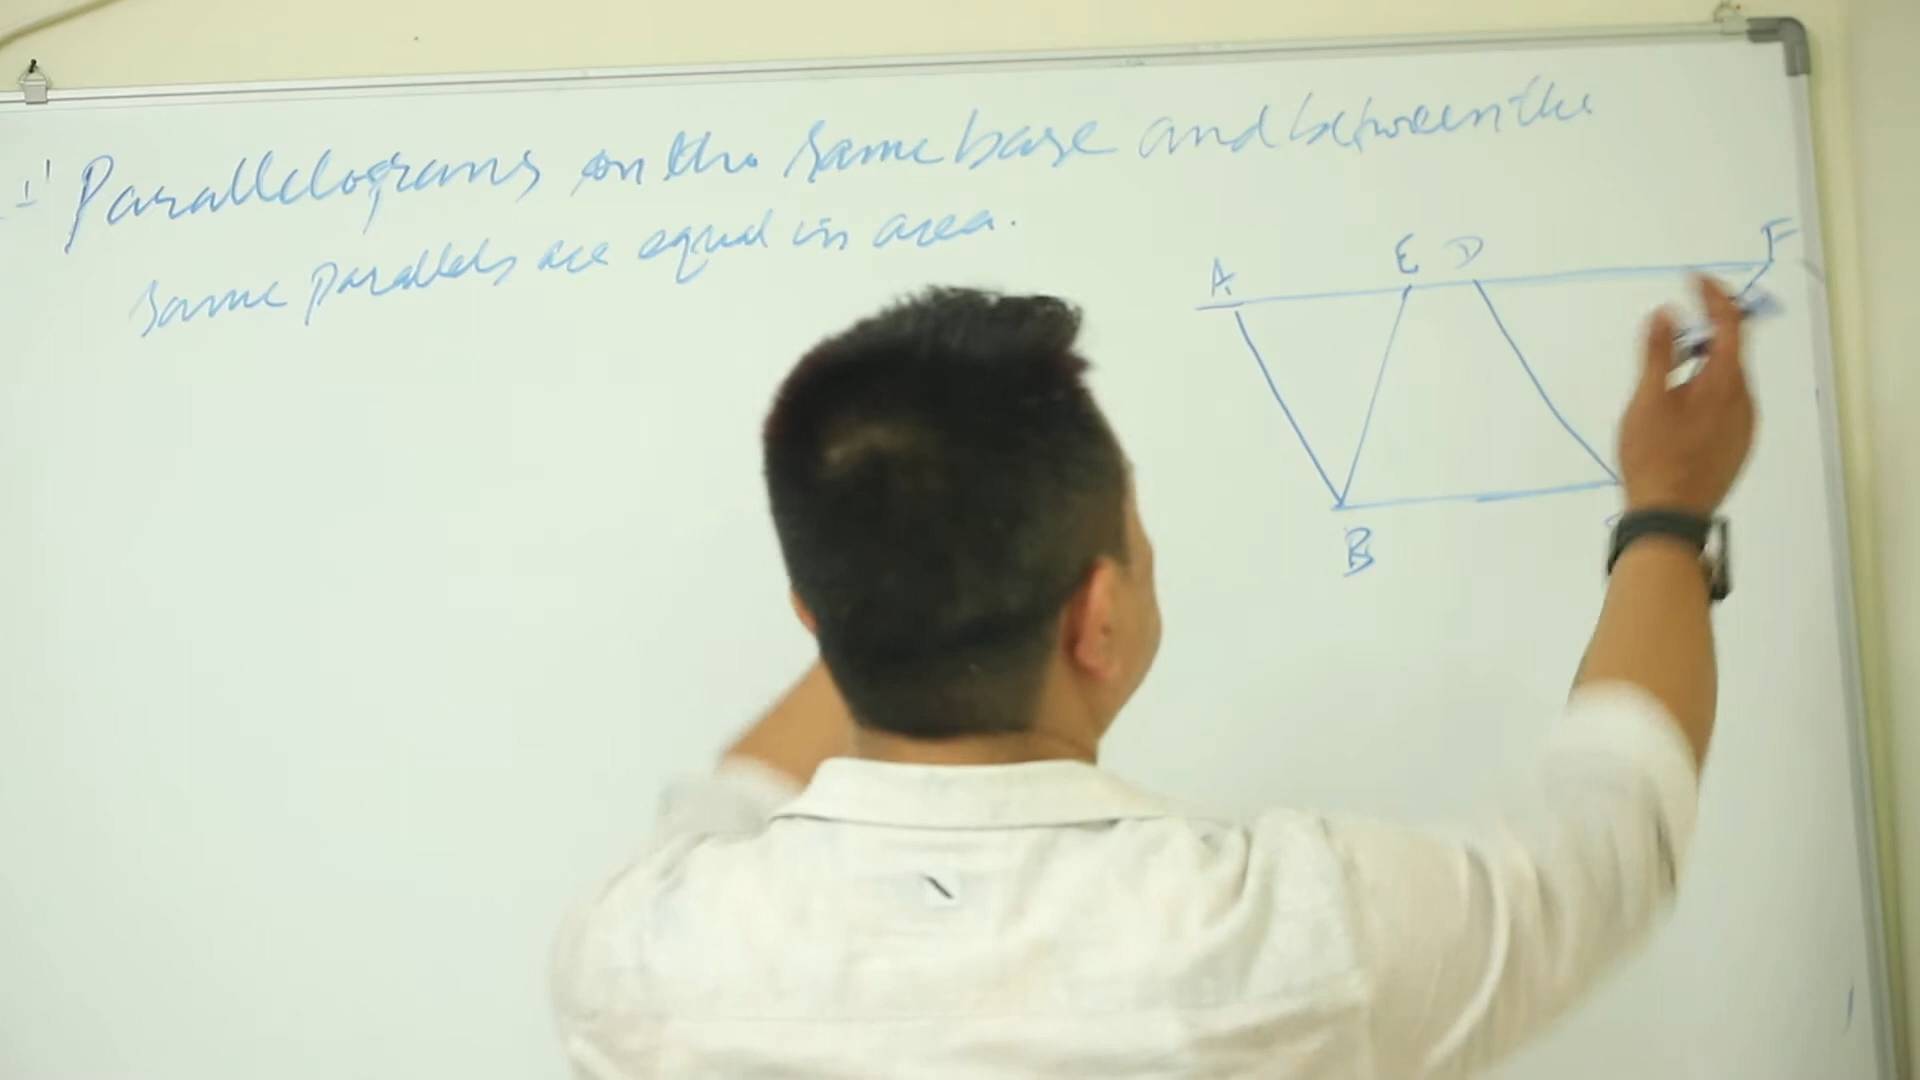 Parallelograms on the same base and between the
same parallels are equal in area.
A E D F
B